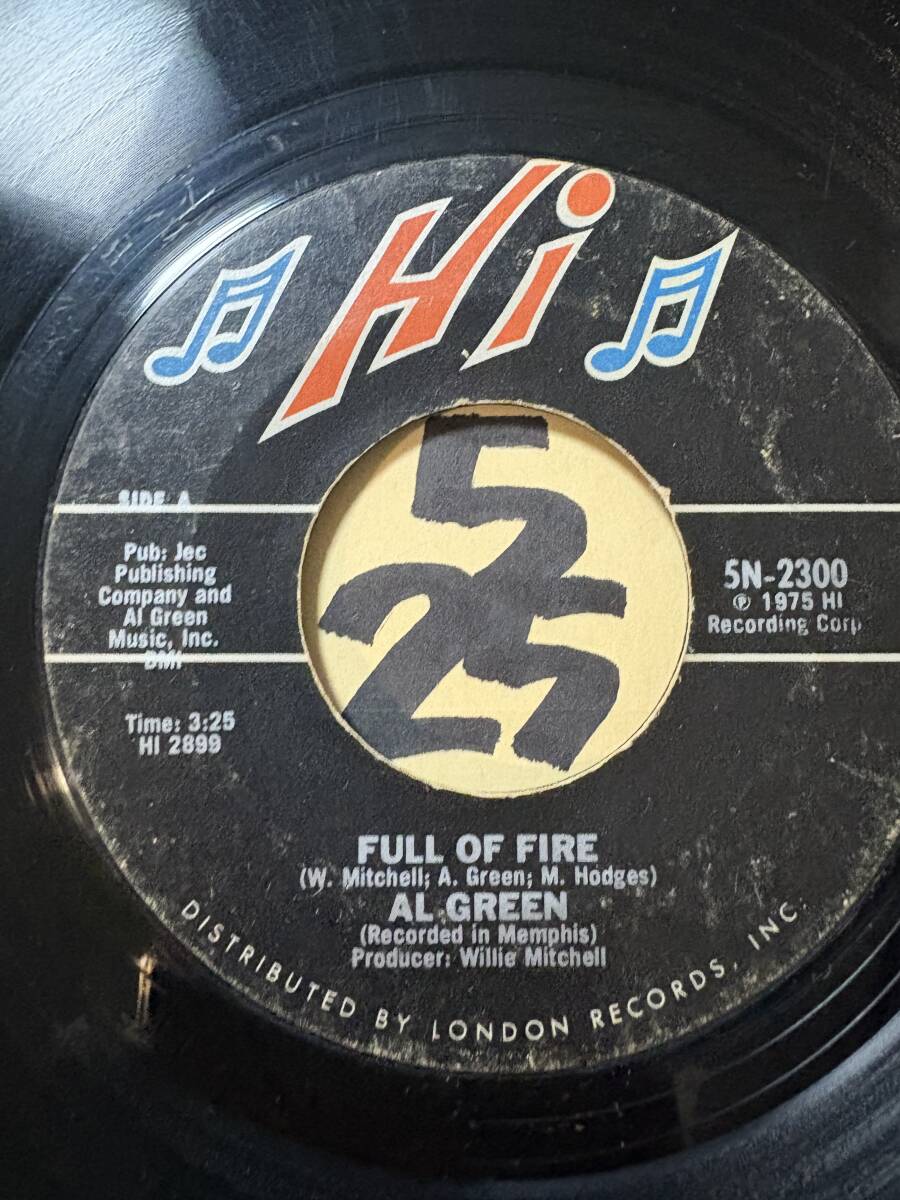 Hi
SIDE A
Pub: Jec
Publishing
Company and
Al Green
Music, Inc.
BMI
Time: 3:25
HI 2899
5N-2300
℗ 1975 HI
Recording Corp
5
25
FULL OF FIRE
(W. Mitchell; A. Green; M. Hodges)
AL GREEN
(Recorded in Memphis)
Producer: Willie Mitchell
DISTRIBUTED BY LONDON RECORDS, INC.